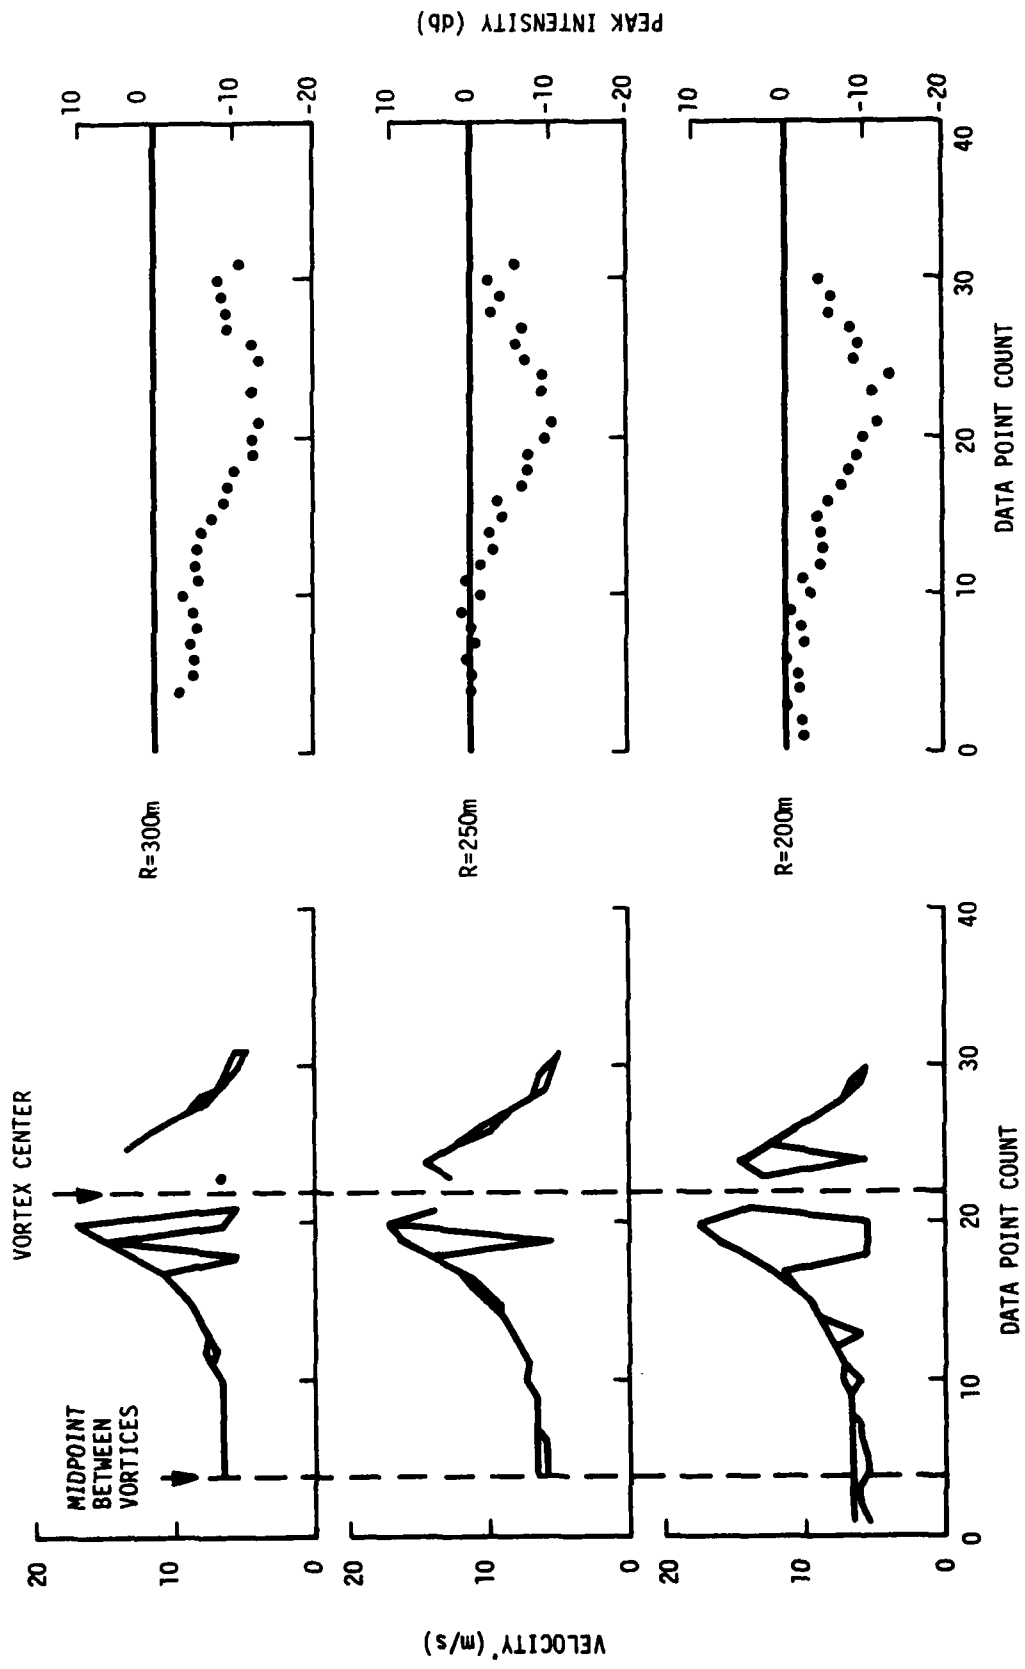 VORTEX CENTER
MIDPOINT
BETWEEN
VORTICES
VELOCITY (m/s)
20
10
0
20
10
0
20
10
0
0
10
20
30
40
DATA POINT COUNT
R=300m
R=250m
R=200m
10
0
-10
-20
10
0
-10
-20
10
0
-10
-20
PEAK INTENSITY (db)
0
10
20
30
40
DATA POINT COUNT